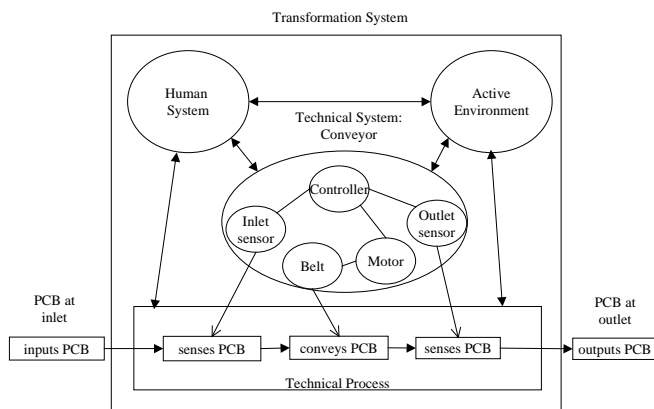 Transformation System
Human
System
Active
Environment
Technical System:
Conveyor
Controller
Inlet
sensor
Outlet
sensor
Belt
Motor
PCB at
inlet
PCB at
outlet
inputs PCB
senses PCB
conveys PCB
senses PCB
outputs PCB
Technical Process